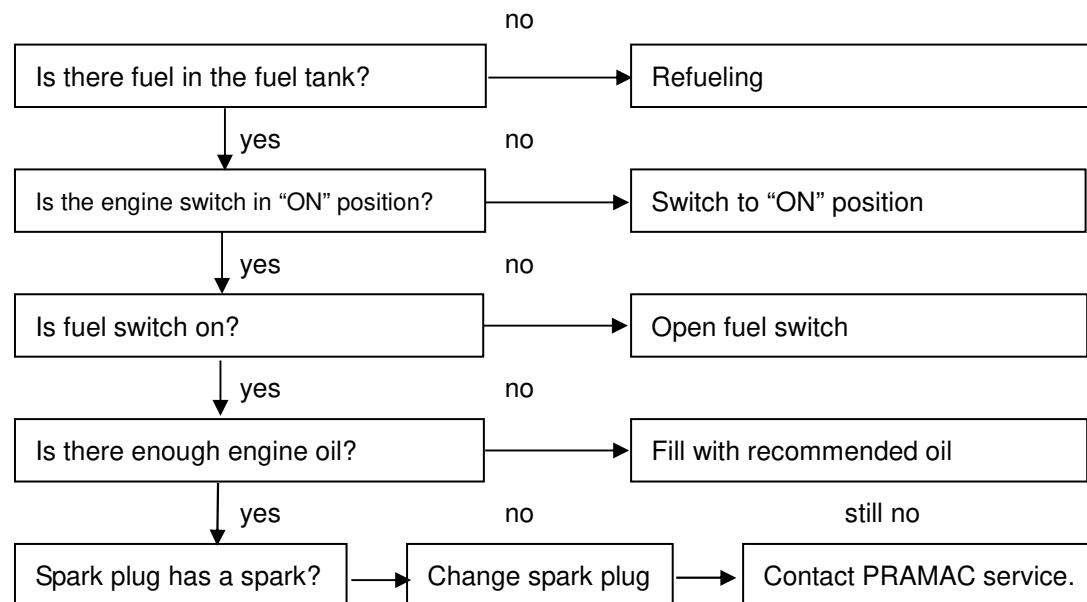 no
Is there fuel in the fuel tank? Refueling
yes no
Is the engine switch in “ON” position? Switch to “ON” position
yes no
Is fuel switch on? Open fuel switch
yes no
Is there enough engine oil? Fill with recommended oil
yes no still no
Spark plug has a spark? Change spark plug Contact PRAMAC service.